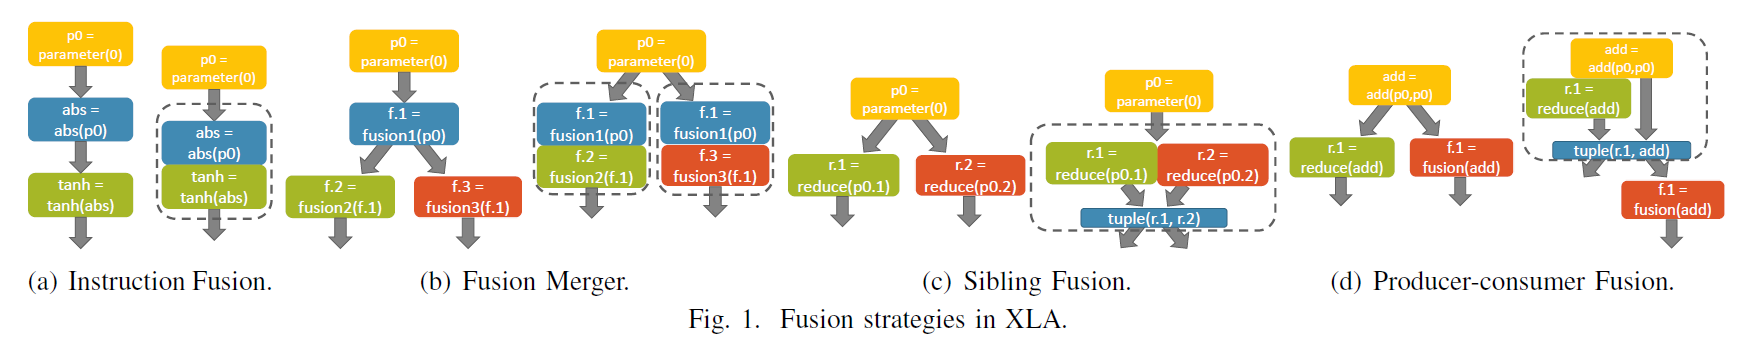 p0 =
parameter(0)
abs =
abs(p0)
tanh =
tanh(abs)
p0 =
parameter(0)
abs =
abs(p0)
tanh =
tanh(abs)
(a) Instruction Fusion.
p0 =
parameter(0)
f.1 =
fusion1(p0)
f.2 =
fusion2(f.1)
f.3 =
fusion3(f.1)
p0 =
parameter(0)
f.1 =
fusion1(p0)
f.2 =
fusion2(f.1)
f.1 =
fusion1(p0)
f.3 =
fusion3(f.1)
(b) Fusion Merger.
p0 =
parameter(0)
r.1 =
reduce(p0.1)
r.2 =
reduce(p0.2)
p0 =
parameter(0)
r.1 =
reduce(p0.1)
r.2 =
reduce(p0.2)
tuple(r.1, r.2)
(c) Sibling Fusion.
add =
add(p0,p0)
r.1 =
reduce(add)
f.1 =
fusion(add)
add =
add(p0,p0)
r.1 =
reduce(add)
tuple(r.1, add)
f.1 =
fusion(add)
(d) Producer-consumer Fusion.
Fig. 1. Fusion strategies in XLA.